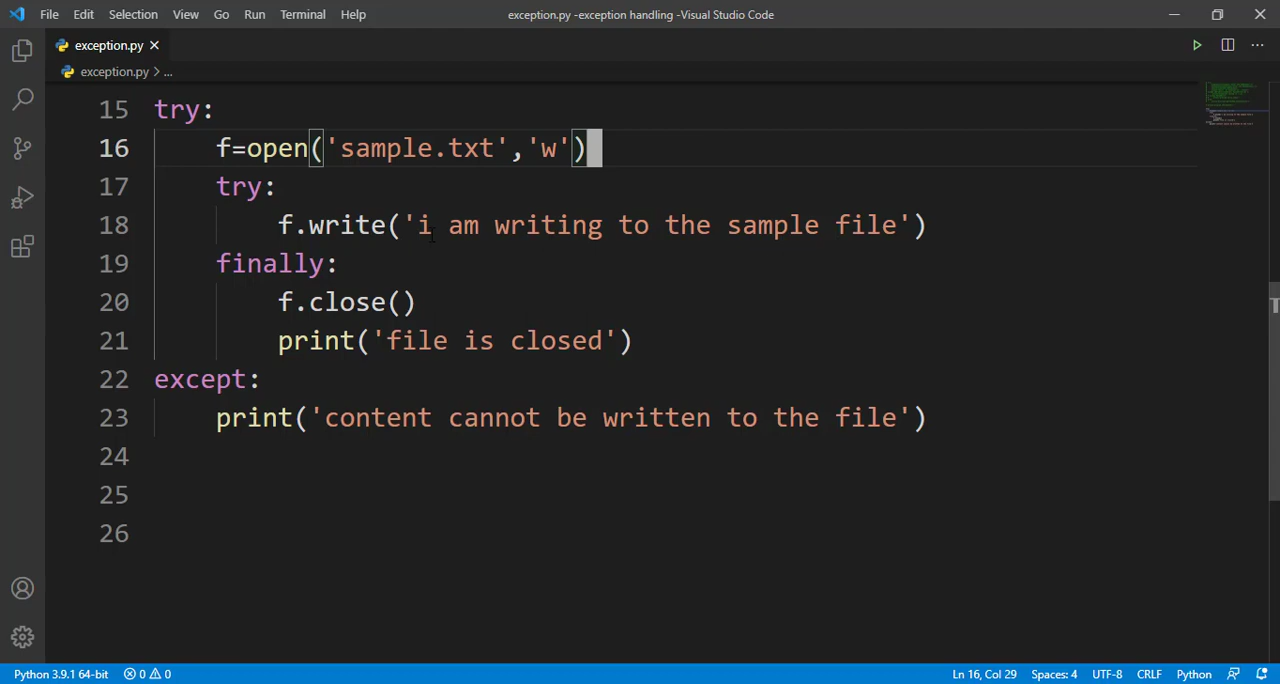 File Edit Selection View Go Run Terminal Help exception.py -exception handling -Visual Studio Code
exception.py
exception.py > ...
15 try:
16 f=open('sample.txt','w')
17 try:
18 f.write('i am writing to the sample file')
19 finally:
20 f.close()
21 print('file is closed')
22 except:
23 print('content cannot be written to the file')
24
25
26
Python 3.9.1 64-bit 0 0 Ln 16, Col 29 Spaces: 4 UTF-8 CRLF Python